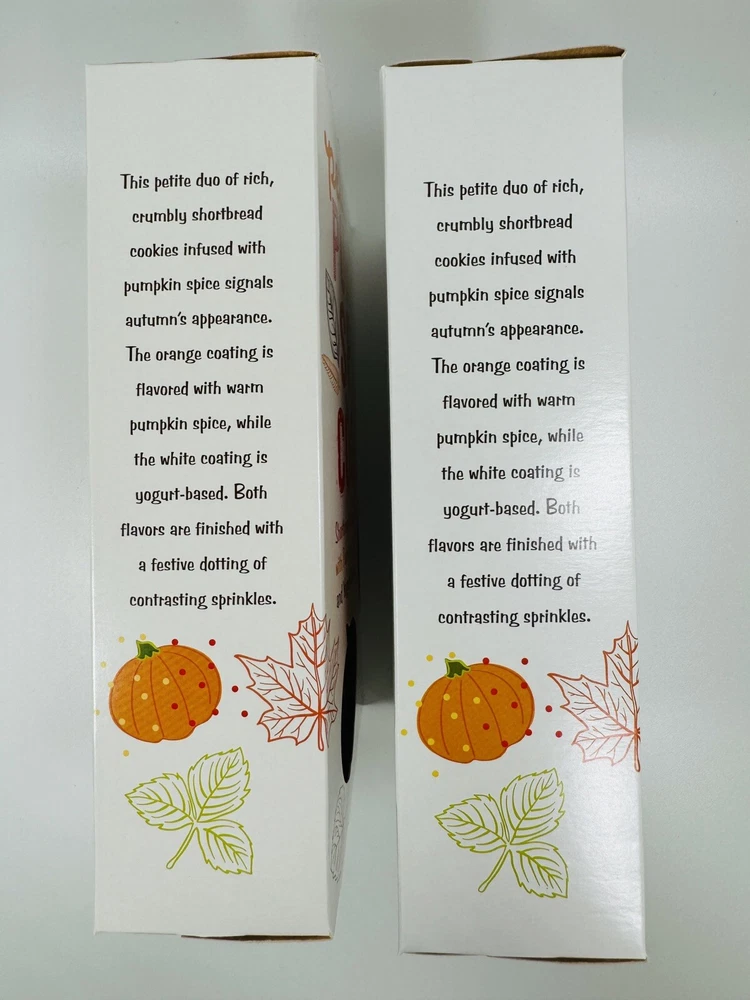 This petite duo of rich,
crumbly shortbread
cookies infused with
pumpkin spice signals
autumn's appearance.
The orange coating is
flavored with warm
pumpkin spice, while
the white coating is
yogurt-based. Both
flavors are finished with
a festive dotting of
contrasting sprinkles.
This petite duo of rich,
crumbly shortbread
cookies infused with
pumpkin spice signals
autumn's appearance.
The orange coating is
flavored with warm
pumpkin spice, while
the white coating is
yogurt-based. Both
flavors are finished with
a festive dotting of
contrasting sprinkles.